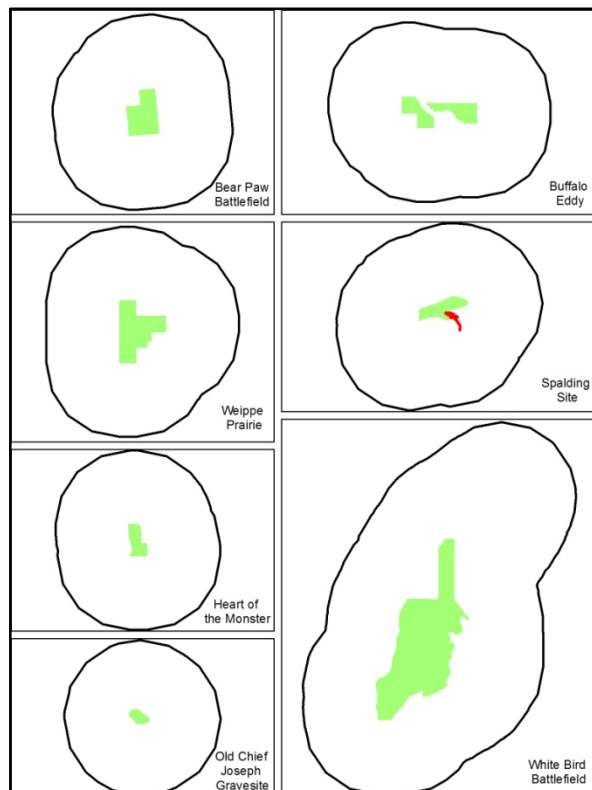 Bear Paw
Battlefield
Buffalo
Eddy
Weippe
Prairie
Spalding
Site
Heart of
the Monster
Old Chief
Joseph
Gravesite
White Bird
Battlefield